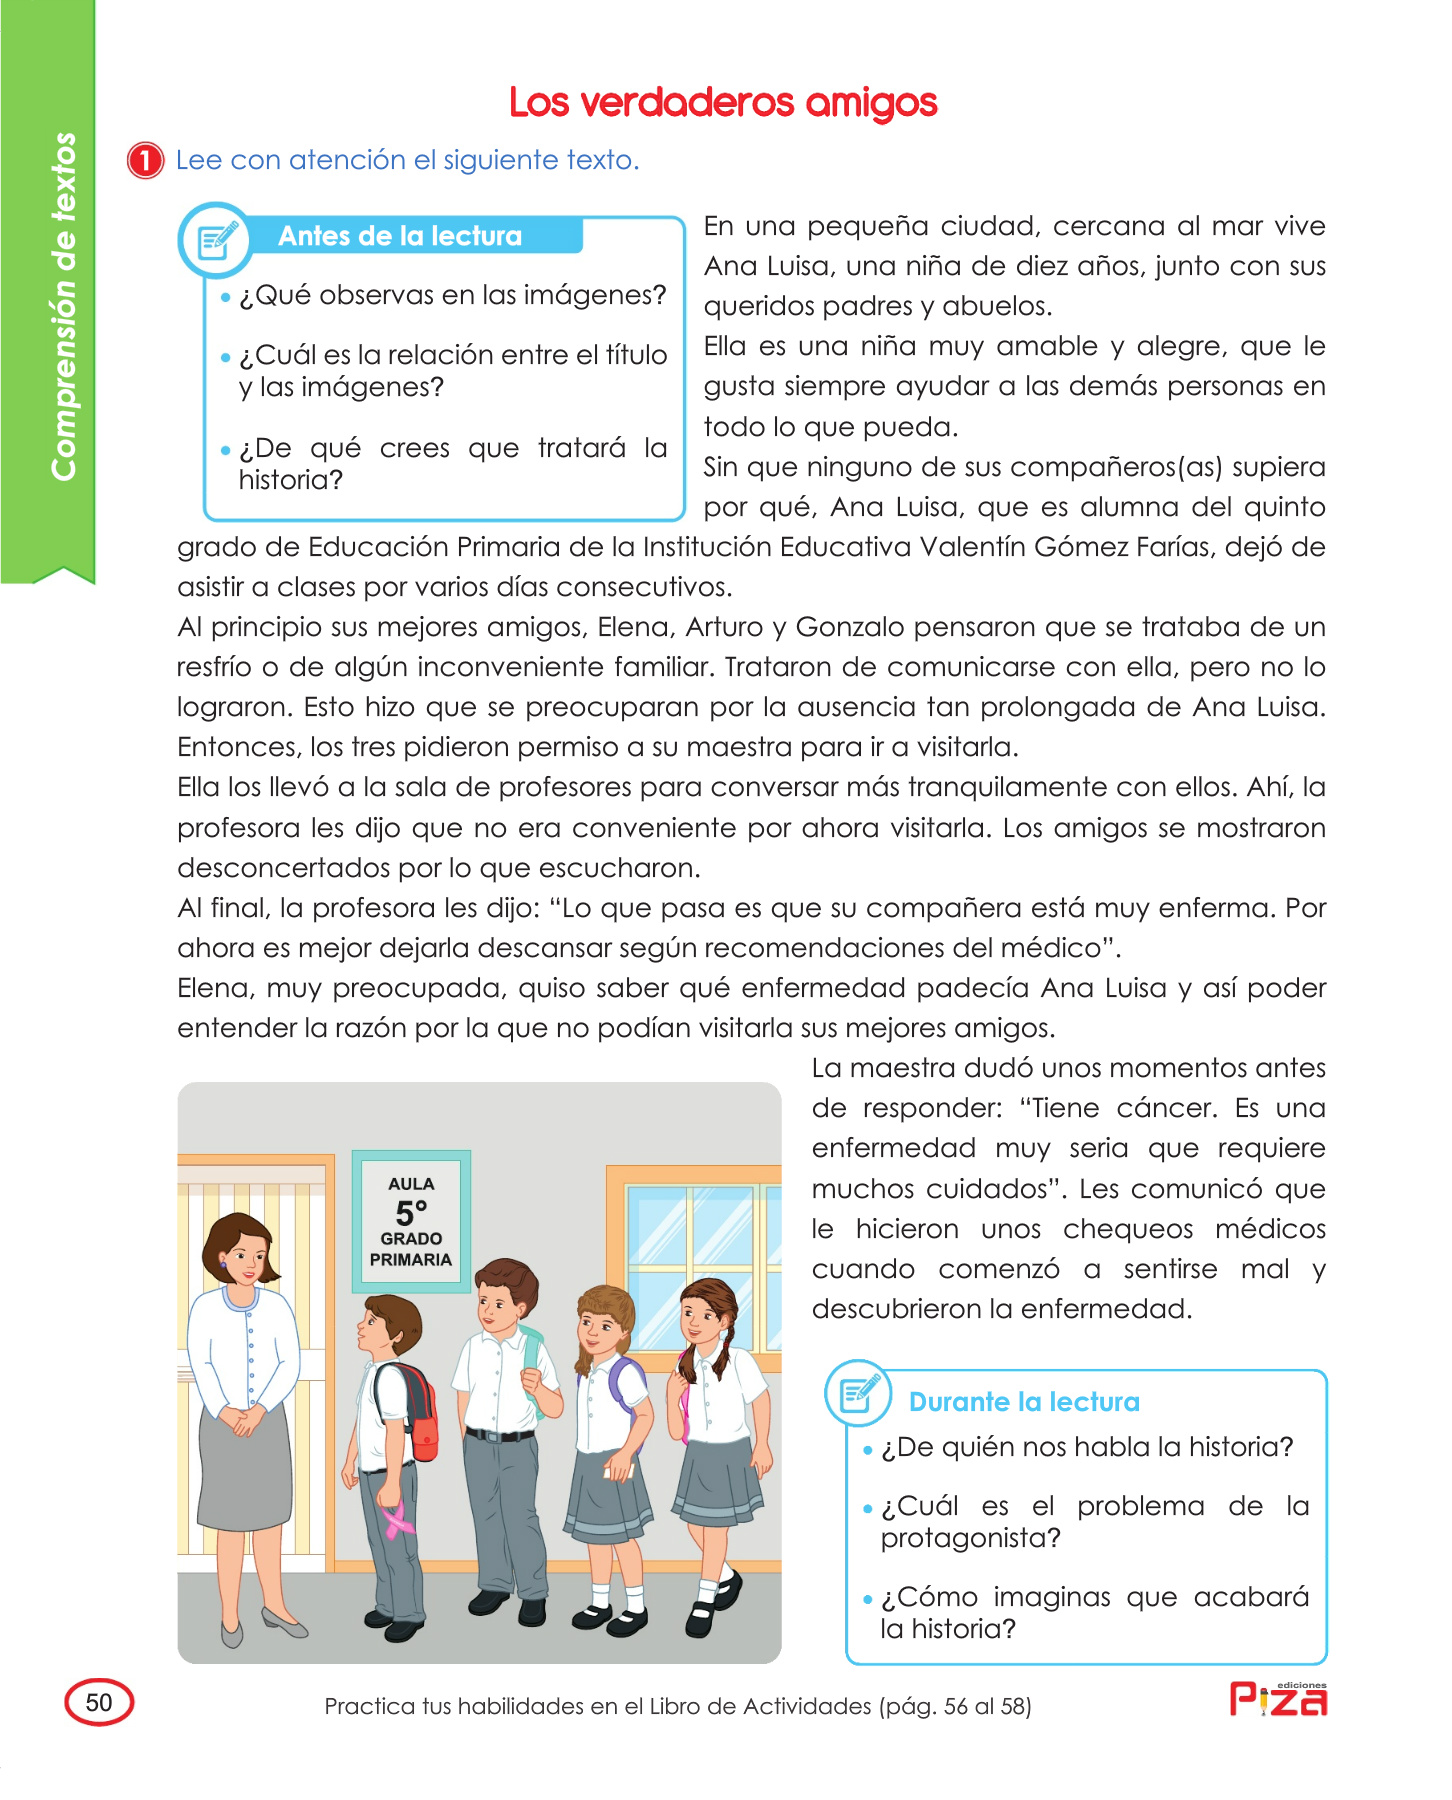 Comprensión de textos
Los verdaderos amigos
1 Lee con atención el siguiente texto.
Antes de la lectura
• ¿Qué observas en las imágenes?
• ¿Cuál es la relación entre el título
y las imágenes?
• ¿De qué crees que tratará la
historia?
En una pequeña ciudad, cercana al mar vive
Ana Luisa, una niña de diez años, junto con sus
queridos padres y abuelos.
Ella es una niña muy amable y alegre, que le
gusta siempre ayudar a las demás personas en
todo lo que pueda.
Sin que ninguno de sus compañeros(as) supiera
por qué, Ana Luisa, que es alumna del quinto
grado de Educación Primaria de la Institución Educativa Valentín Gómez Farías, dejó de
asistir a clases por varios días consecutivos.
Al principio sus mejores amigos, Elena, Arturo y Gonzalo pensaron que se trataba de un
resfrío o de algún inconveniente familiar. Trataron de comunicarse con ella, pero no lo
lograron. Esto hizo que se preocuparan por la ausencia tan prolongada de Ana Luisa.
Entonces, los tres pidieron permiso a su maestra para ir a visitarla.
Ella los llevó a la sala de profesores para conversar más tranquilamente con ellos. Ahí, la
profesora les dijo que no era conveniente por ahora visitarla. Los amigos se mostraron
desconcertados por lo que escucharon.
Al final, la profesora les dijo: “Lo que pasa es que su compañera está muy enferma. Por
ahora es mejor dejarla descansar según recomendaciones del médico”.
Elena, muy preocupada, quiso saber qué enfermedad padecía Ana Luisa y así poder
entender la razón por la que no podían visitarla sus mejores amigos.
La maestra dudó unos momentos antes
de responder: “Tiene cáncer. Es una
enfermedad muy seria que requiere
muchos cuidados”. Les comunicó que
le hicieron unos chequeos médicos
cuando comenzó a sentirse mal y
descubrieron la enfermedad.
AULA
5°
GRADO
PRIMARIA
Durante la lectura
• ¿De quién nos habla la historia?
• ¿Cuál es el problema de la
protagonista?
• ¿Cómo imaginas que acabará
la historia?
50
Practica tus habilidades en el Libro de Actividades (pág. 56 al 58)
ediciones
Piza